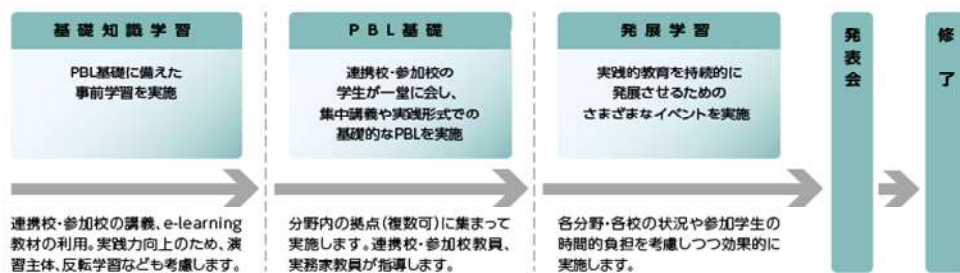 基礎知識学習
PBL基礎に備えた
事前学習を実施
連携校・参加校の講義、e-learning
教材の利用。実践力向上のため、演
習主体、反転学習なども考慮します。
PBL基礎
連携校・参加校の
学生が一堂に会し、
集中講義や実践形式での
基礎的なPBLを実施
分野内の拠点(複数可)に集まって
実施します。連携校・参加校教員、
実務家教員が指導します。
発展学習
実践的教育を持続的に
発展させるための
さまざまなイベントを実施
各分野・各校の状況や参加学生の
時間的負担を考慮しつつ効果的に
実施します。
発表会
修了